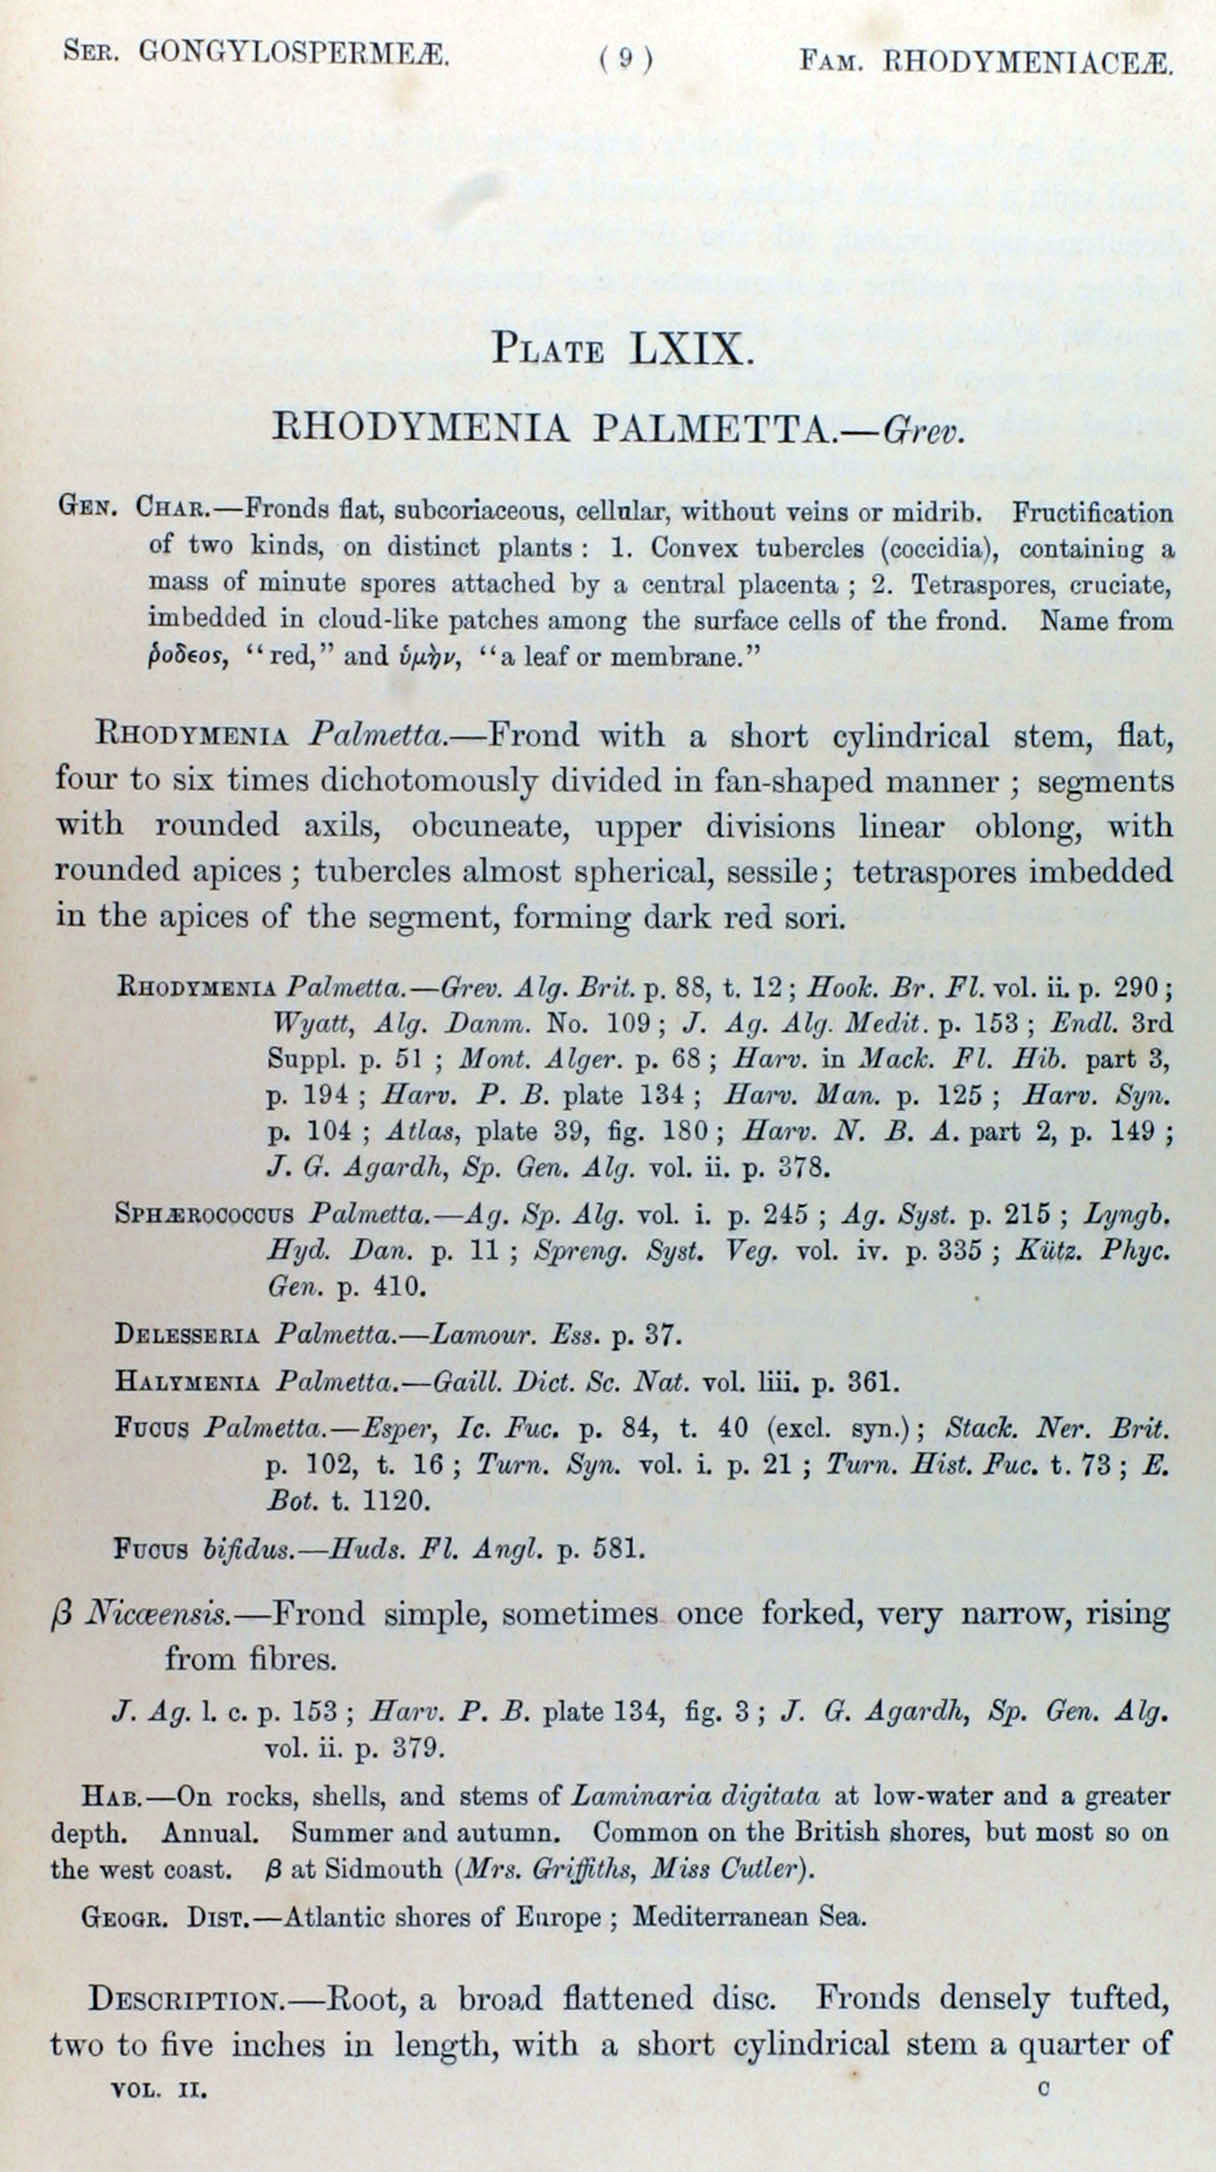 Ser. GONGYLOSPERMEÆ. ( 9 ) Fam. RHODYMENIACEÆ.
Plate LXIX.
RHODYMENIA PALMETTA.—Grev.
Gen. Char.—Fronds flat, subcoriaceous, cellular, without veins or midrib. Fructification
of two kinds, on distinct plants : 1. Convex tubercles (coccidia), containing a
mass of minute spores attached by a central placenta ; 2. Tetraspores, cruciate,
imbedded in cloud-like patches among the surface cells of the frond. Name from
ῥοδεος, “red,” and ὑμὴν, “a leaf or membrane.”
Rhodymenia Palmetta.—Frond with a short cylindrical stem, flat,
four to six times dichotomously divided in fan-shaped manner ; segments
with rounded axils, obcuneate, upper divisions linear oblong, with
rounded apices ; tubercles almost spherical, sessile ; tetraspores imbedded
in the apices of the segment, forming dark red sori.
Rhodymenia Palmetta.—Grev. Alg. Brit. p. 88, t. 12 ; Hook. Br. Fl. vol. ii. p. 290 ;
Wyatt, Alg. Danm. No. 109 ; J. Ag. Alg. Medit. p. 153 ; Endl. 3rd
Suppl. p. 51 ; Mont. Alger. p. 68 ; Harv. in Mack. Fl. Hib. part 3,
p. 194 ; Harv. P. B. plate 134 ; Harv. Man. p. 125 ; Harv. Syn.
p. 104 ; Atlas, plate 39, fig. 180 ; Harv. N. B. A. part 2, p. 149 ;
J. G. Agardh, Sp. Gen. Alg. vol. ii. p. 378.
Sphærococcus Palmetta.—Ag. Sp. Alg. vol. i. p. 245 ; Ag. Syst. p. 215 ; Lyngb.
Hyd. Dan. p. 11 ; Spreng. Syst. Veg. vol. iv. p. 335 ; Kütz. Phyc.
Gen. p. 410.
Delesseria Palmetta.—Lamour. Ess. p. 37.
Halymenia Palmetta.—Gaill. Dict. Sc. Nat. vol. liii. p. 361.
Fucus Palmetta.—Esper, Ic. Fuc. p. 84, t. 40 (excl. syn.) ; Stack. Ner. Brit.
p. 102, t. 16 ; Turn. Syn. vol. i. p. 21 ; Turn. Hist. Fuc. t. 73 ; E.
Bot. t. 1120.
Fucus bifidus.—Huds. Fl. Angl. p. 581.
β Nicæensis.—Frond simple, sometimes once forked, very narrow, rising
from fibres.
J. Ag. l. c. p. 153 ; Harv. P. B. plate 134, fig. 3 ; J. G. Agardh, Sp. Gen. Alg.
vol. ii. p. 379.
Hab.—On rocks, shells, and stems of Laminaria digitata at low-water and a greater
depth. Annual. Summer and autumn. Common on the British shores, but most so on
the west coast. β at Sidmouth (Mrs. Griffiths, Miss Cutler).
Geogr. Dist.—Atlantic shores of Europe ; Mediterranean Sea.
Description.—Root, a broad flattened disc. Fronds densely tufted,
two to five inches in length, with a short cylindrical stem a quarter of
VOL. II. C